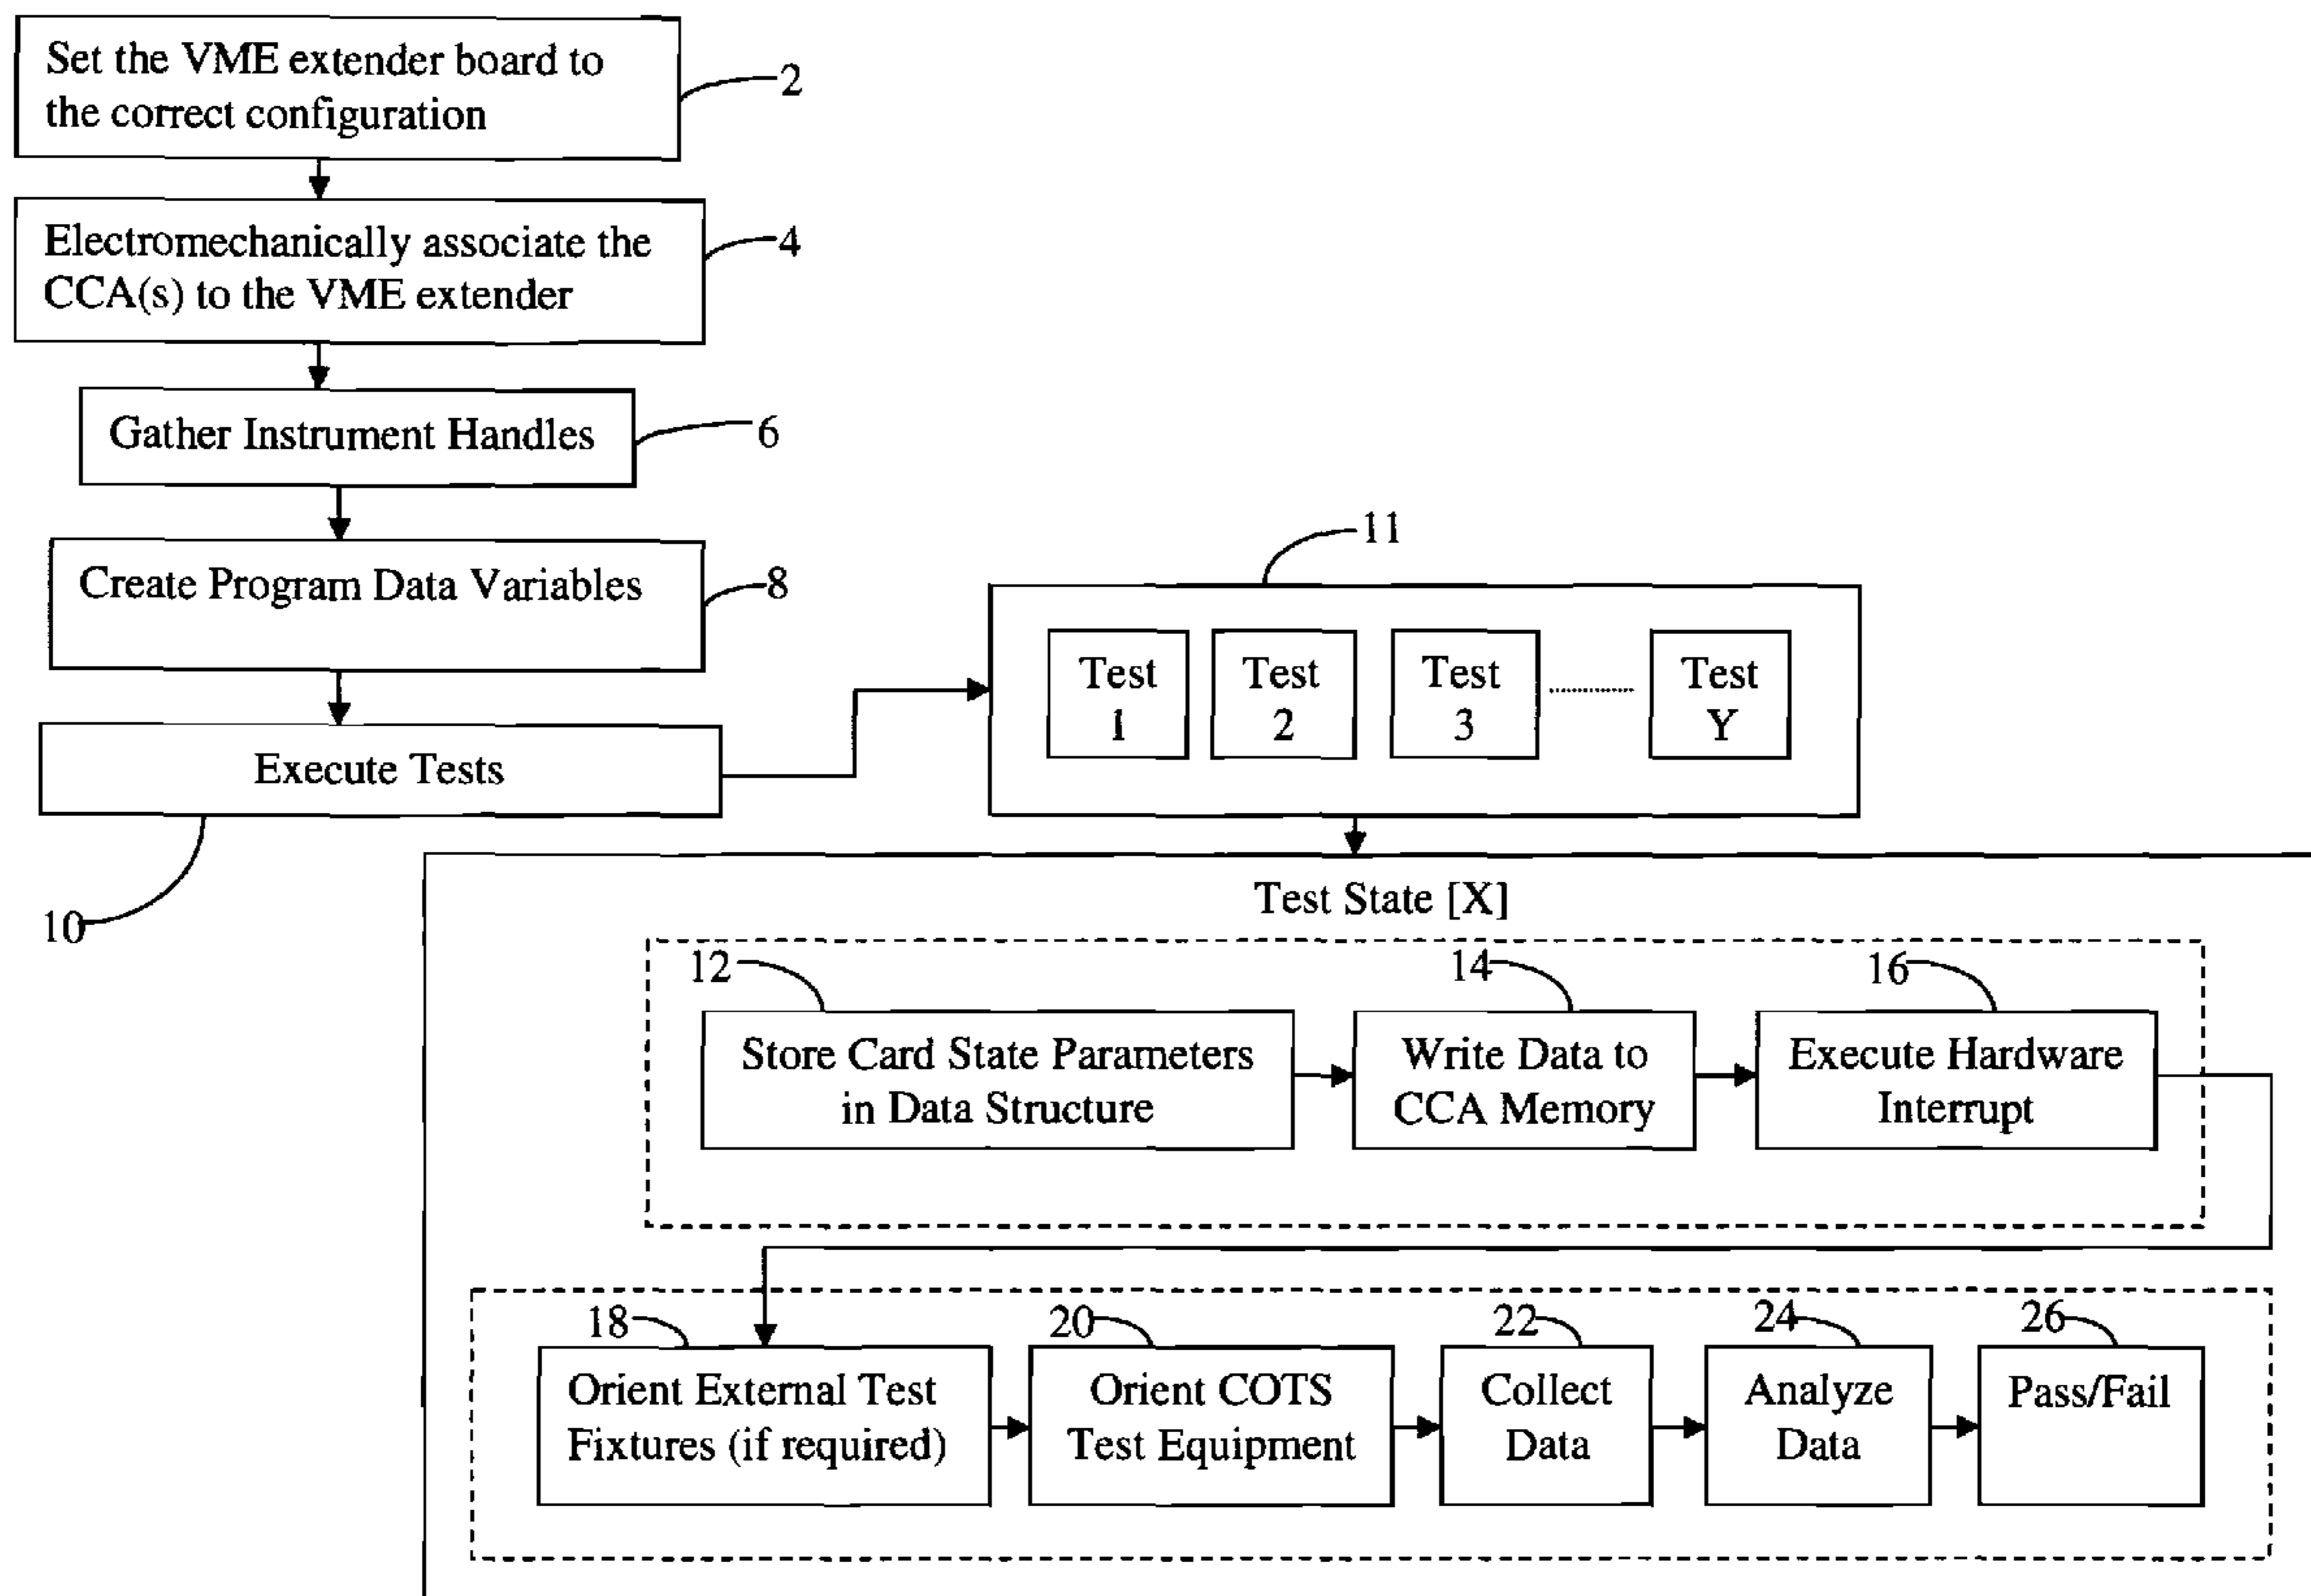 Set the VME extender board to
the correct configuration
2
Electromechanically associate the
CCA(s) to the VME extender
4
Gather Instrument Handles
6
Create Program Data Variables
8
Execute Tests
10
11
Test
1
Test
2
Test
3
Test
Y
Test State [X]
12
Store Card State Parameters
in Data Structure
14
Write Data to
CCA Memory
16
Execute Hardware
Interrupt
18
Orient External Test
Fixtures (if required)
20
Orient COTS
Test Equipment
22
Collect
Data
24
Analyze
Data
26
Pass/Fail